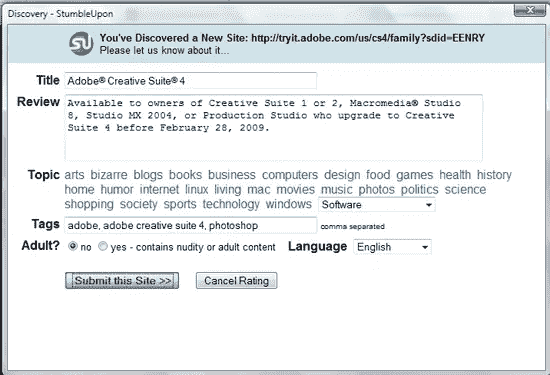 Discovery - StumbleUpon
You've Discovered a New Site: http://tryit.adobe.com/us/cs4/family?sdid=EENRY
Please let us know about it...
Title Adobe® Creative Suite® 4
Review Available to owners of Creative Suite 1 or 2, Macromedia® Studio
8, Studio MX 2004, or Production Studio who upgrade to Creative
Suite 4 before February 28, 2009.
Topic arts bizarre blogs books business computers design food games health history
home humor internet linux living mac movies music photos politics science
shopping society sports technology windows Software
Tags adobe, adobe creative suite 4, photoshop comma separated
Adult? no yes - contains nudity or adult content Language English
Submit this Site >> Cancel Rating